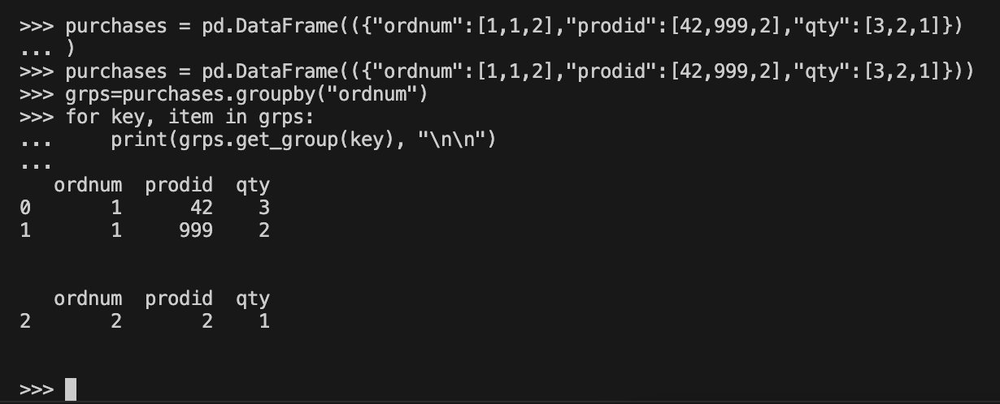 >>> purchases = pd.DataFrame(({"ordnum":[1,1,2],"prodid":[42,999,2],"qty":[3,2,1]})
... )
>>> purchases = pd.DataFrame(({"ordnum":[1,1,2],"prodid":[42,999,2],"qty":[3,2,1]}))
>>> grps=purchases.groupby("ordnum")
>>> for key, item in grps:
...     print(grps.get_group(key), "\n\n")
...
   ordnum  prodid  qty
0       1      42    3
1       1     999    2
   ordnum  prodid  qty
2       2       2    1
>>>